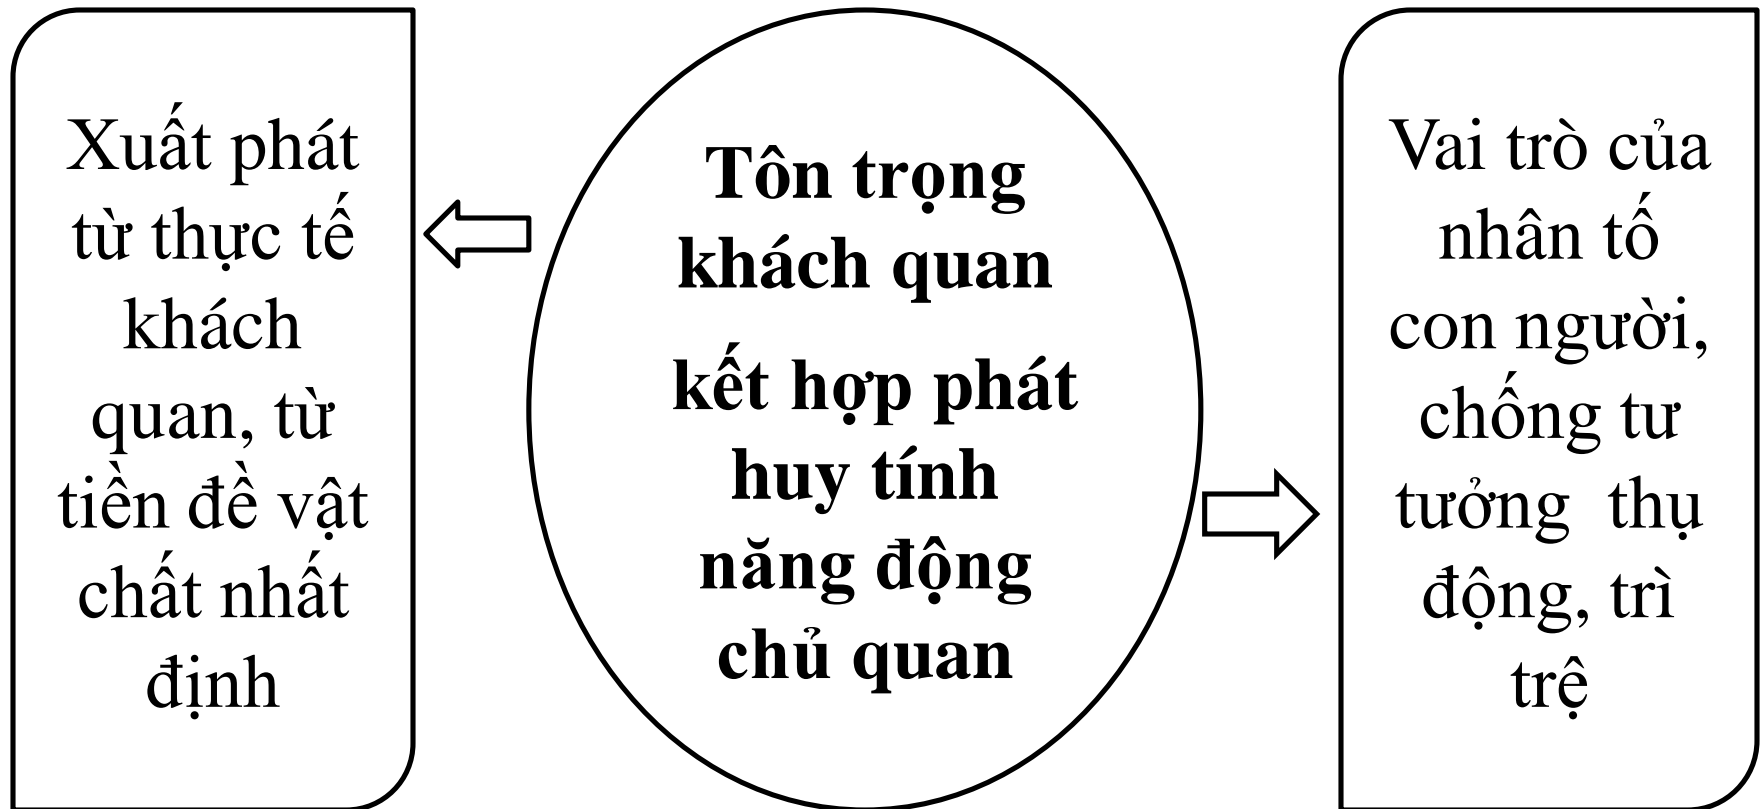 Xuất phát
từ thực tế
khách
quan, từ
tiền đề vật
chất nhất
định
Tôn trọng
khách quan
kết hợp phát
huy tính
năng động
chủ quan
Vai trò của
nhân tố
con người,
chống tư
tưởng thụ
động, trì
trệ